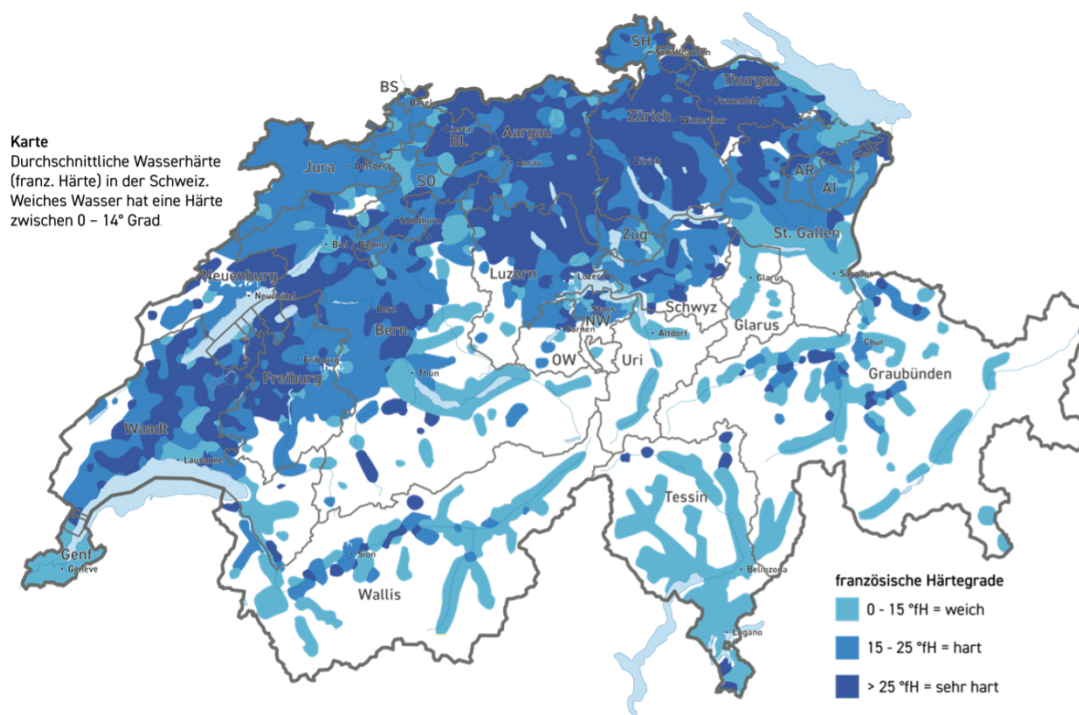 Karte
Durchschnittliche Wasserhärte
(franz. Härte) in der Schweiz.
Weiches Wasser hat eine Härte
zwischen 0 – 14° Grad
SH
Schaffhausen
Thurgau
Frauenfeld
BS
Basel
Liestal
BL
Aargau
Aarau
Zürich
Winterthur
Zürich
Jura
Delsberg
SO
Solothurn
AR
AI
St. Gallen
Zug
Biel / Bienne
Neuenburg
Neuchâtel
Luzern
Luzern
Schwyz
Glarus
Glarus
Sargans
NW
Sarnen
Altdorf
Bern
Bern
OW
Uri
Chur
Graubünden
Fribourg
Freiburg
Thun
Waadt
Lausanne
Tessin
Genf
Genève
Sion
Wallis
Bellinzona
Lugano
französische Härtegrade
0 - 15 °fH = weich
15 - 25 °fH = hart
> 25 °fH = sehr hart